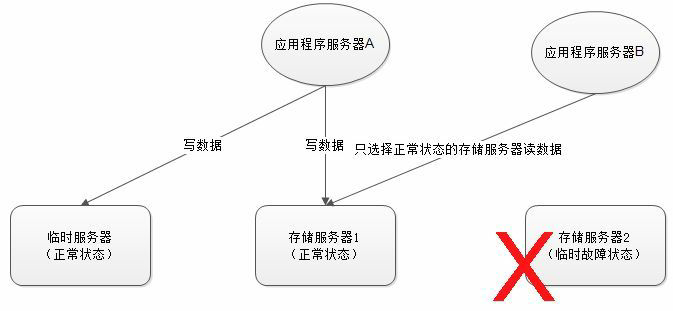 应用程序服务器A
应用程序服务器B
写数据
写数据
只选择正常状态的存储服务器读数据
临时服务器
（正常状态）
存储服务器1
（正常状态）
存储服务器2
（临时故障状态）